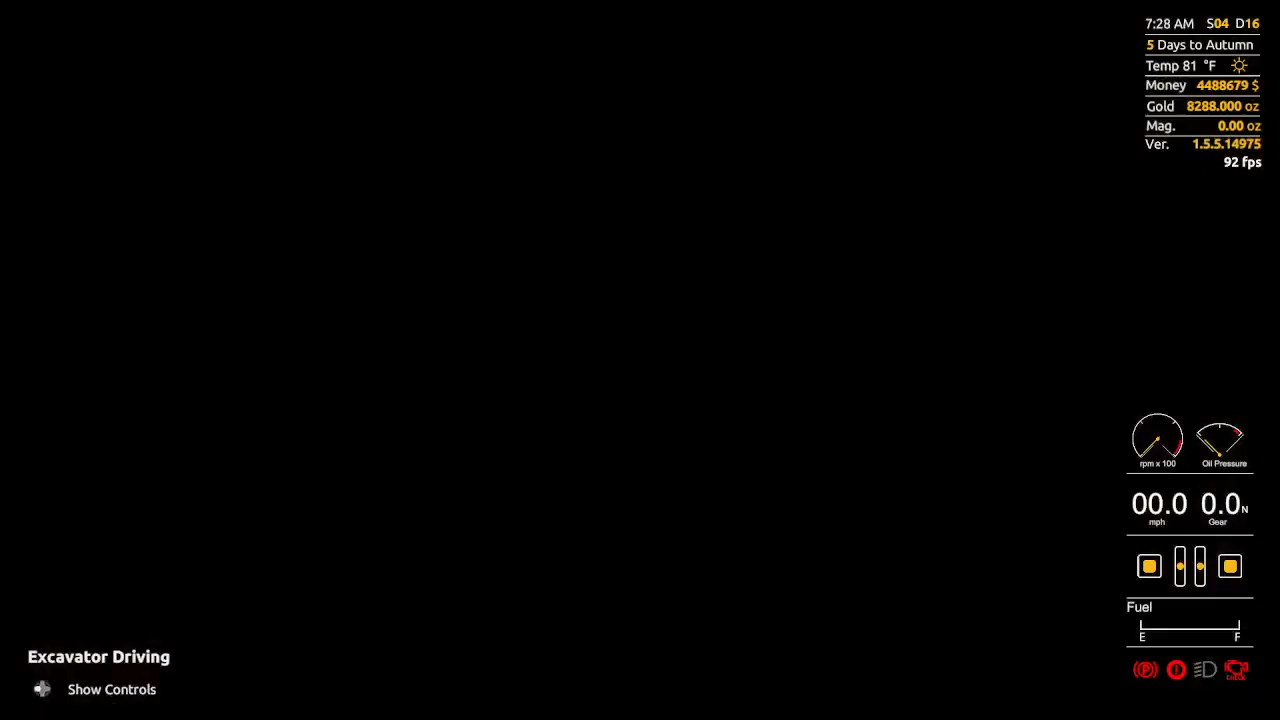 7:28 AM S04 D16
5 Days to Autumn
Temp 81 °F
Money 4488679 $
Gold 8288.000 oz
Mag. 0.00 oz
Ver. 1.5.5.14975
92 fps
rpm x 100 Oil Pressure
00.0 0.0 N
mph Gear
Fuel
E F
Excavator Driving
Show Controls
CHECK